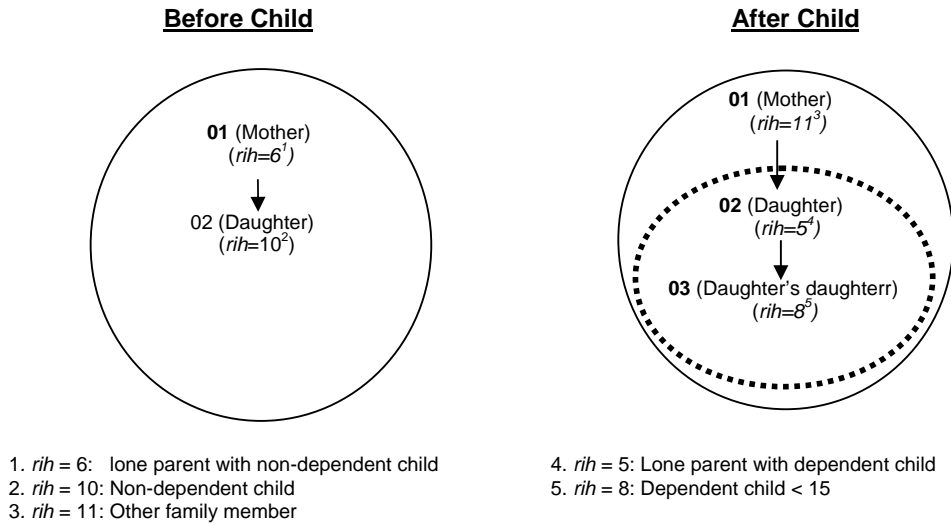 Before Child
01 (Mother)
(rih=6¹)
02 (Daughter)
(rih=10²)
After Child
01 (Mother)
(rih=11³)
02 (Daughter)
(rih=5⁴)
03 (Daughter's daughterr)
(rih=8⁵)
1. rih = 6: lone parent with non-dependent child
2. rih = 10: Non-dependent child
3. rih = 11: Other family member
4. rih = 5: Lone parent with dependent child
5. rih = 8: Dependent child < 15